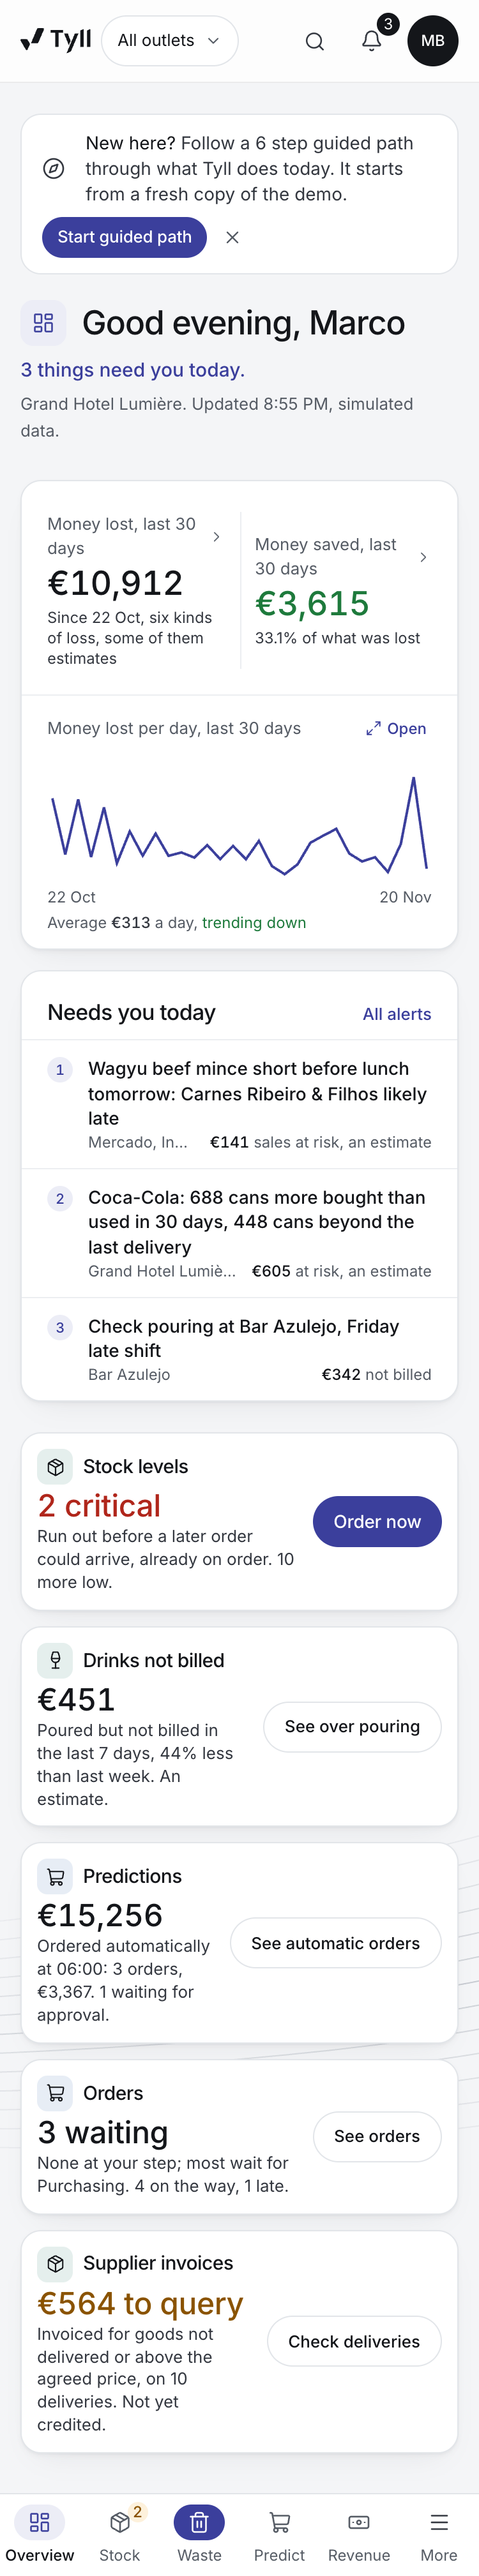 Tyll
All outlets
3
MB
New here? Follow a 6 step guided path
through what Tyll does today. It starts
from a fresh copy of the demo.
Start guided path
Good evening, Marco
3 things need you today.
Grand Hotel Lumière. Updated 8:55 PM, simulated
data.
Money lost, last 30
days
€10,912
Since 22 Oct, six kinds
of loss, some of them
estimates
Money saved, last
30 days
€3,615
33.1% of what was lost
Money lost per day, last 30 days
Open
22 Oct
20 Nov
Average €313 a day, trending down
Needs you today
All alerts
1
Wagyu beef mince short before lunch
tomorrow: Carnes Ribeiro & Filhos likely
late
Mercado, In...
€141 sales at risk, an estimate
2
Coca-Cola: 688 cans more bought than
used in 30 days, 448 cans beyond the
last delivery
Grand Hotel Lumiè...
€605 at risk, an estimate
3
Check pouring at Bar Azulejo, Friday
late shift
Bar Azulejo
€342 not billed
Stock levels
2 critical
Run out before a later order
could arrive, already on order. 10
more low.
Order now
Drinks not billed
€451
Poured but not billed in
the last 7 days, 44% less
than last week. An
estimate.
See over pouring
Predictions
€15,256
Ordered automatically
at 06:00: 3 orders,
€3,367. 1 waiting for
approval.
See automatic orders
Orders
3 waiting
None at your step; most wait for
Purchasing. 4 on the way, 1 late.
See orders
Supplier invoices
€564 to query
Invoiced for goods not
delivered or above the
agreed price, on 10
deliveries. Not yet
credited.
Check deliveries
2
Overview
Stock
Waste
Predict
Revenue
More